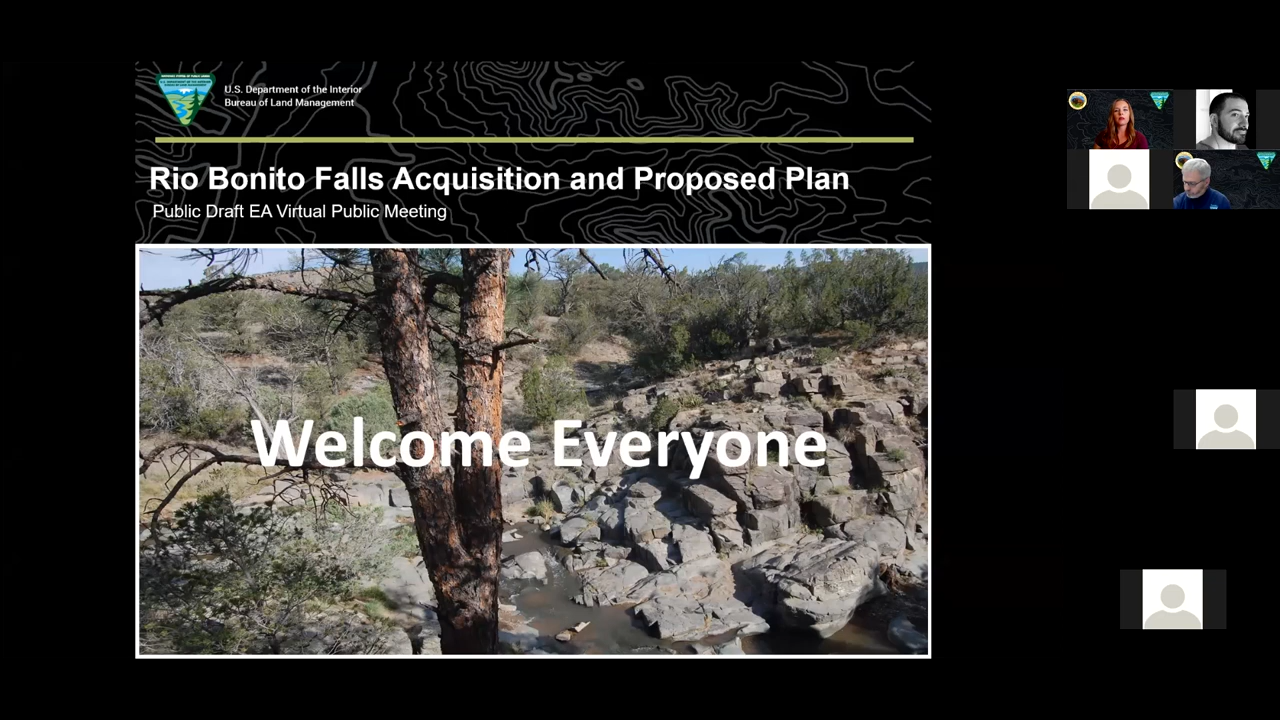 U.S. Department of the Interior
Bureau of Land Management
Rio Bonito Falls Acquisition and Proposed Plan
Public Draft EA Virtual Public Meeting
Welcome Everyone